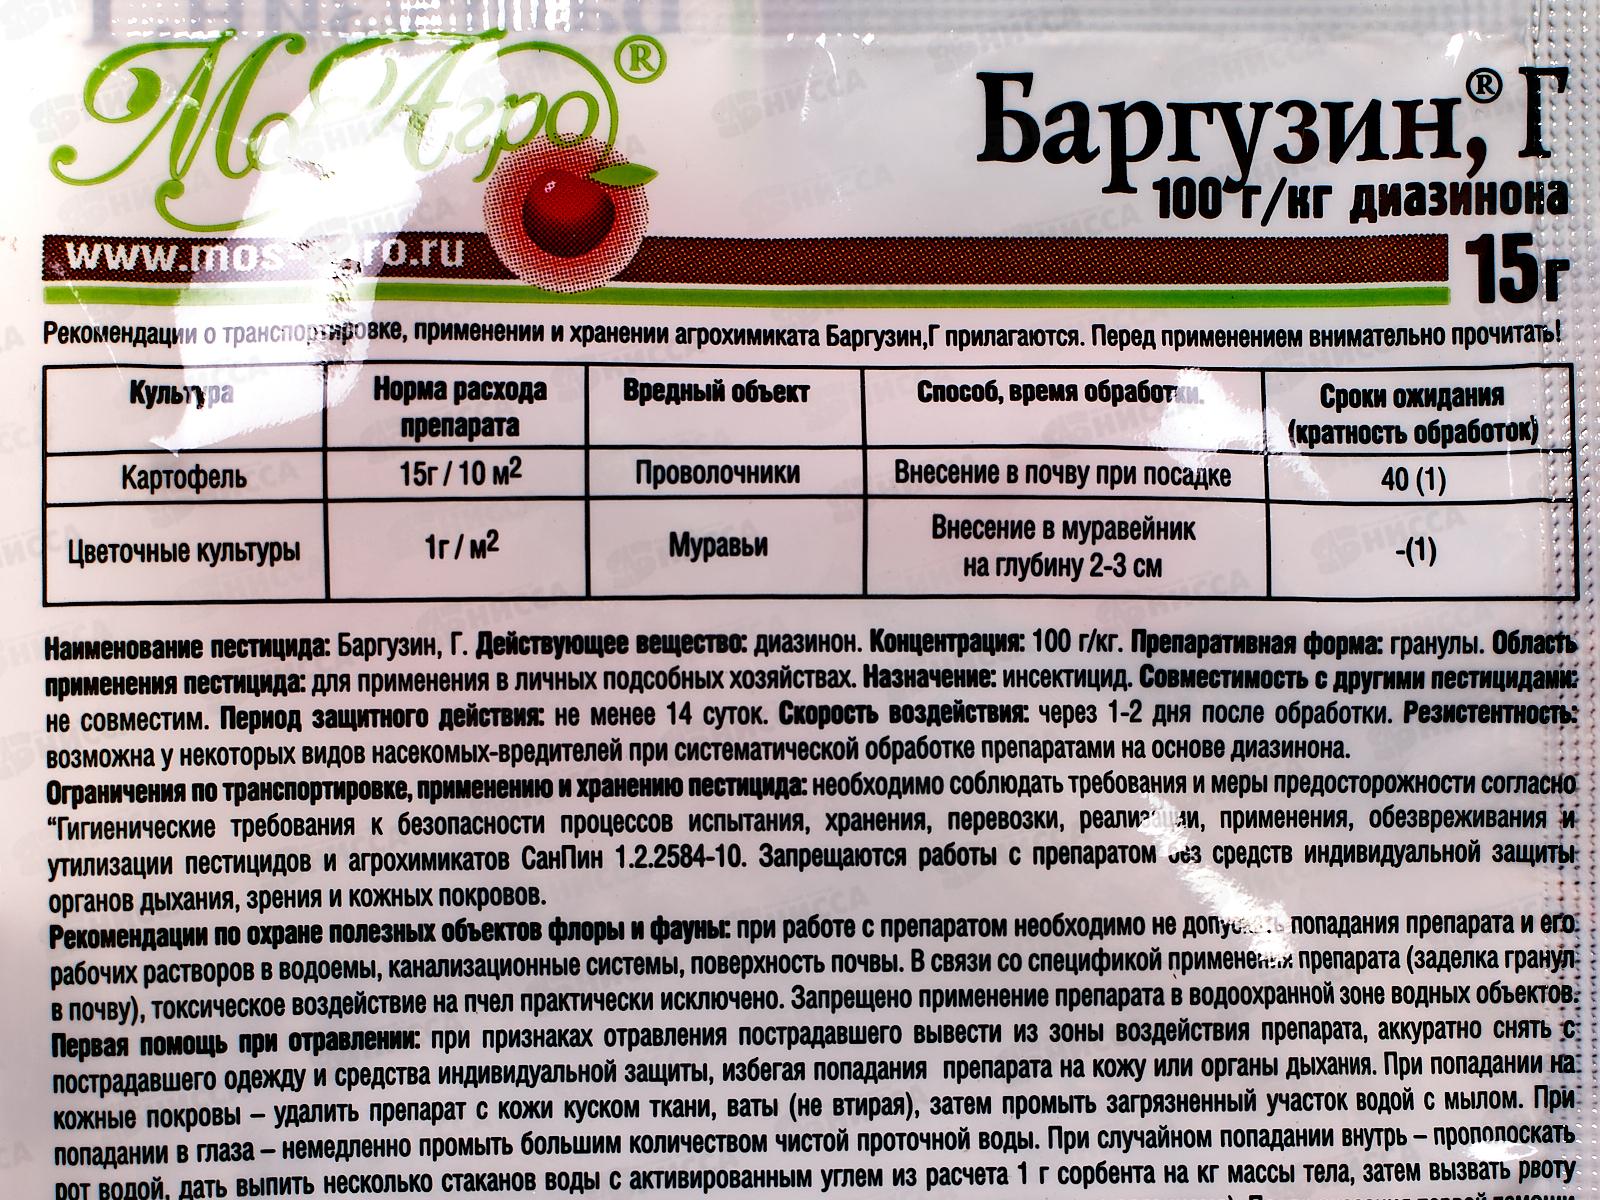 МосАгро®
Баргузин,® Г
100 г/кг диазинона
www.mos-agro.ru
15г
Рекомендации о транспортировке, применении и хранении агрохимиката Баргузин,Г прилагаются. Перед применением внимательно прочитать!
Культура Норма расхода препарата Вредный объект Способ, время обработки. Сроки ожидания (кратность обработок)
Картофель 15г / 10 м2 Проволочники Внесение в почву при посадке 40 (1)
Цветочные культуры 1г / м2 Муравьи Внесение в муравейник на глубину 2-3 см -(1)
Наименование пестицида: Баргузин, Г. Действующее вещество: диазинон. Концентрация: 100 г/кг. Препаративная форма: гранулы. Область
применения пестицида: для применения в личных подсобных хозяйствах. Назначение: инсектицид. Совместимость с другими пестицидами:
не совместим. Период защитного действия: не менее 14 суток. Скорость воздействия: через 1-2 дня после обработки. Резистентность:
возможна у некоторых видов насекомых-вредителей при систематической обработке препаратами на основе диазинона.
Ограничения по транспортировке, применению и хранению пестицида: необходимо соблюдать требования и меры предосторожности согласно
“Гигиенические требования к безопасности процессов испытания, хранения, перевозки, реализации, применения, обезвреживания и
утилизации пестицидов и агрохимикатов СанПин 1.2.2584-10. Запрещаются работы с препаратом без средств индивидуальной защиты
органов дыхания, зрения и кожных покровов.
Рекомендации по охране полезных объектов флоры и фауны: при работе с препаратом необходимо не допускать попадания препарата и его
рабочих растворов в водоемы, канализационные системы, поверхность почвы. В связи со спецификой применения препарата (заделка гранул
в почву), токсическое воздействие на пчел практически исключено. Запрещено применение препарата в водоохранной зоне водных объектов.
Первая помощь при отравлении: при признаках отравления пострадавшего вывести из зоны воздействия препарата, аккуратно снять с
пострадавшего одежду и средства индивидуальной защиты, избегая попадания препарата на кожу или органы дыхания. При попадании на
кожные покровы – удалить препарат с кожи куском ткани, ваты (не втирая), затем промыть загрязненный участок водой с мылом. При
попадании в глаза – немедленно промыть большим количеством чистой проточной воды. При случайном попадании внутрь – прополоскать
рот водой, дать выпить несколько стаканов воды с активированным углем из расчета 1 г сорбента на кг массы тела, затем вызвать рвоту